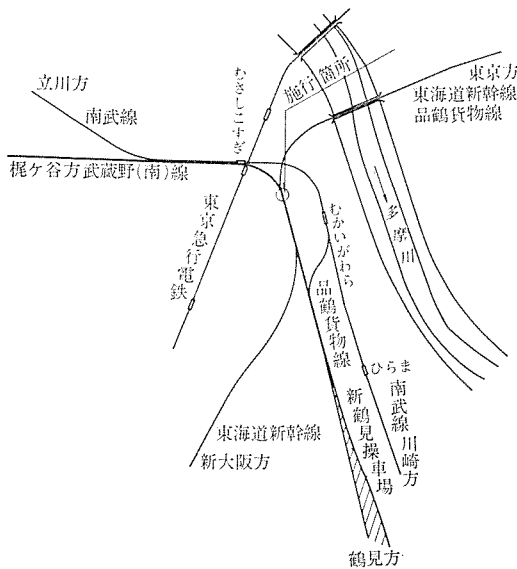 立川方
南武線
梶ケ谷方武蔵野(南)線
むさしこすぎ
東京急行電鉄
施行箇所
東京方
東海道新幹線
品鶴貨物線
多摩川
むかいがわら
品鶴貨物線
ひらま
南武線川崎方
新鶴見操車場
東海道新幹線
新大阪方
鶴見方